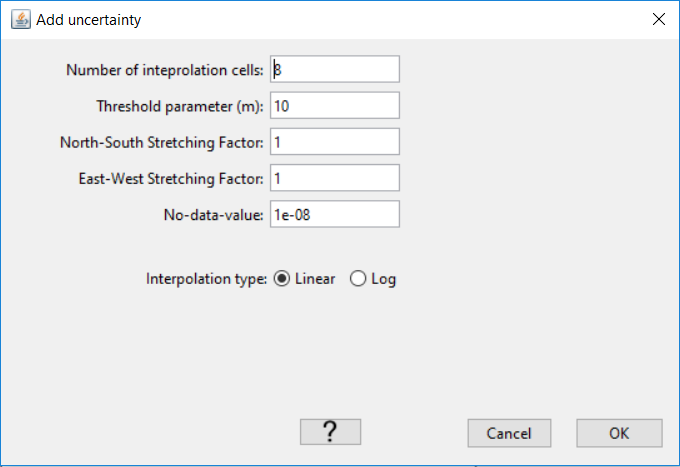 Add uncertainty
Number of inteprolation cells: 8
Threshold parameter (m): 10
North-South Stretching Factor: 1
East-West Stretching Factor: 1
No-data-value: 1e-08
Interpolation type: Linear Log
? Cancel OK